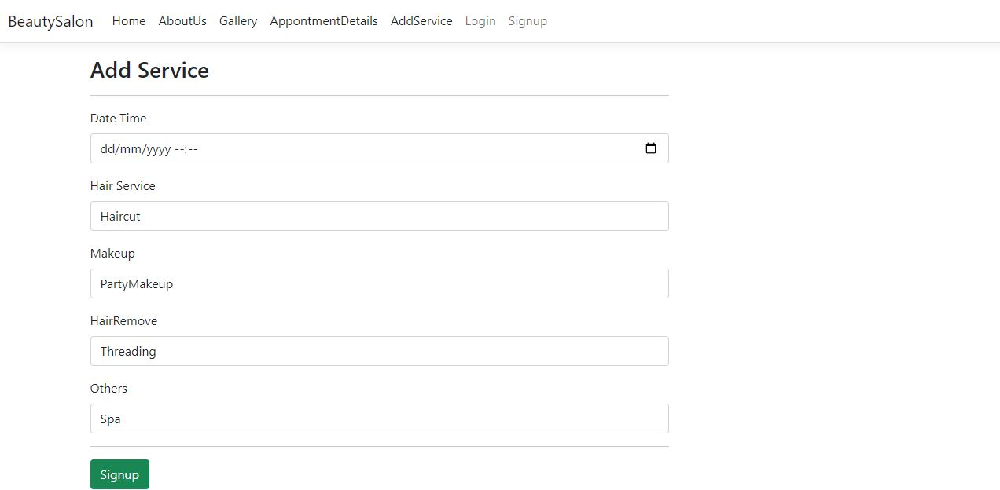 BeautySalon Home AboutUs Gallery AppontmentDetails AddService Login Signup
Add Service
Date Time
dd/mm/yyyy --:--
Hair Service
Haircut
Makeup
PartyMakeup
HairRemove
Threading
Others
Spa
Signup